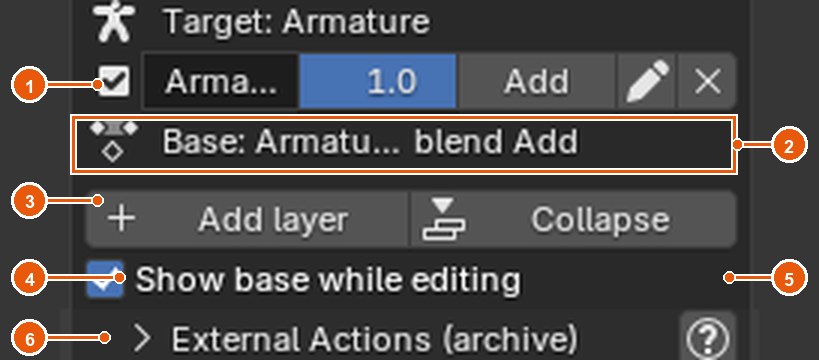 Target: Armature
1 Arma... 1.0 Add
Base: Armatu... blend Add 2
3 + Add layer Collapse
4 Show base while editing 5
6 > External Actions (archive) ?